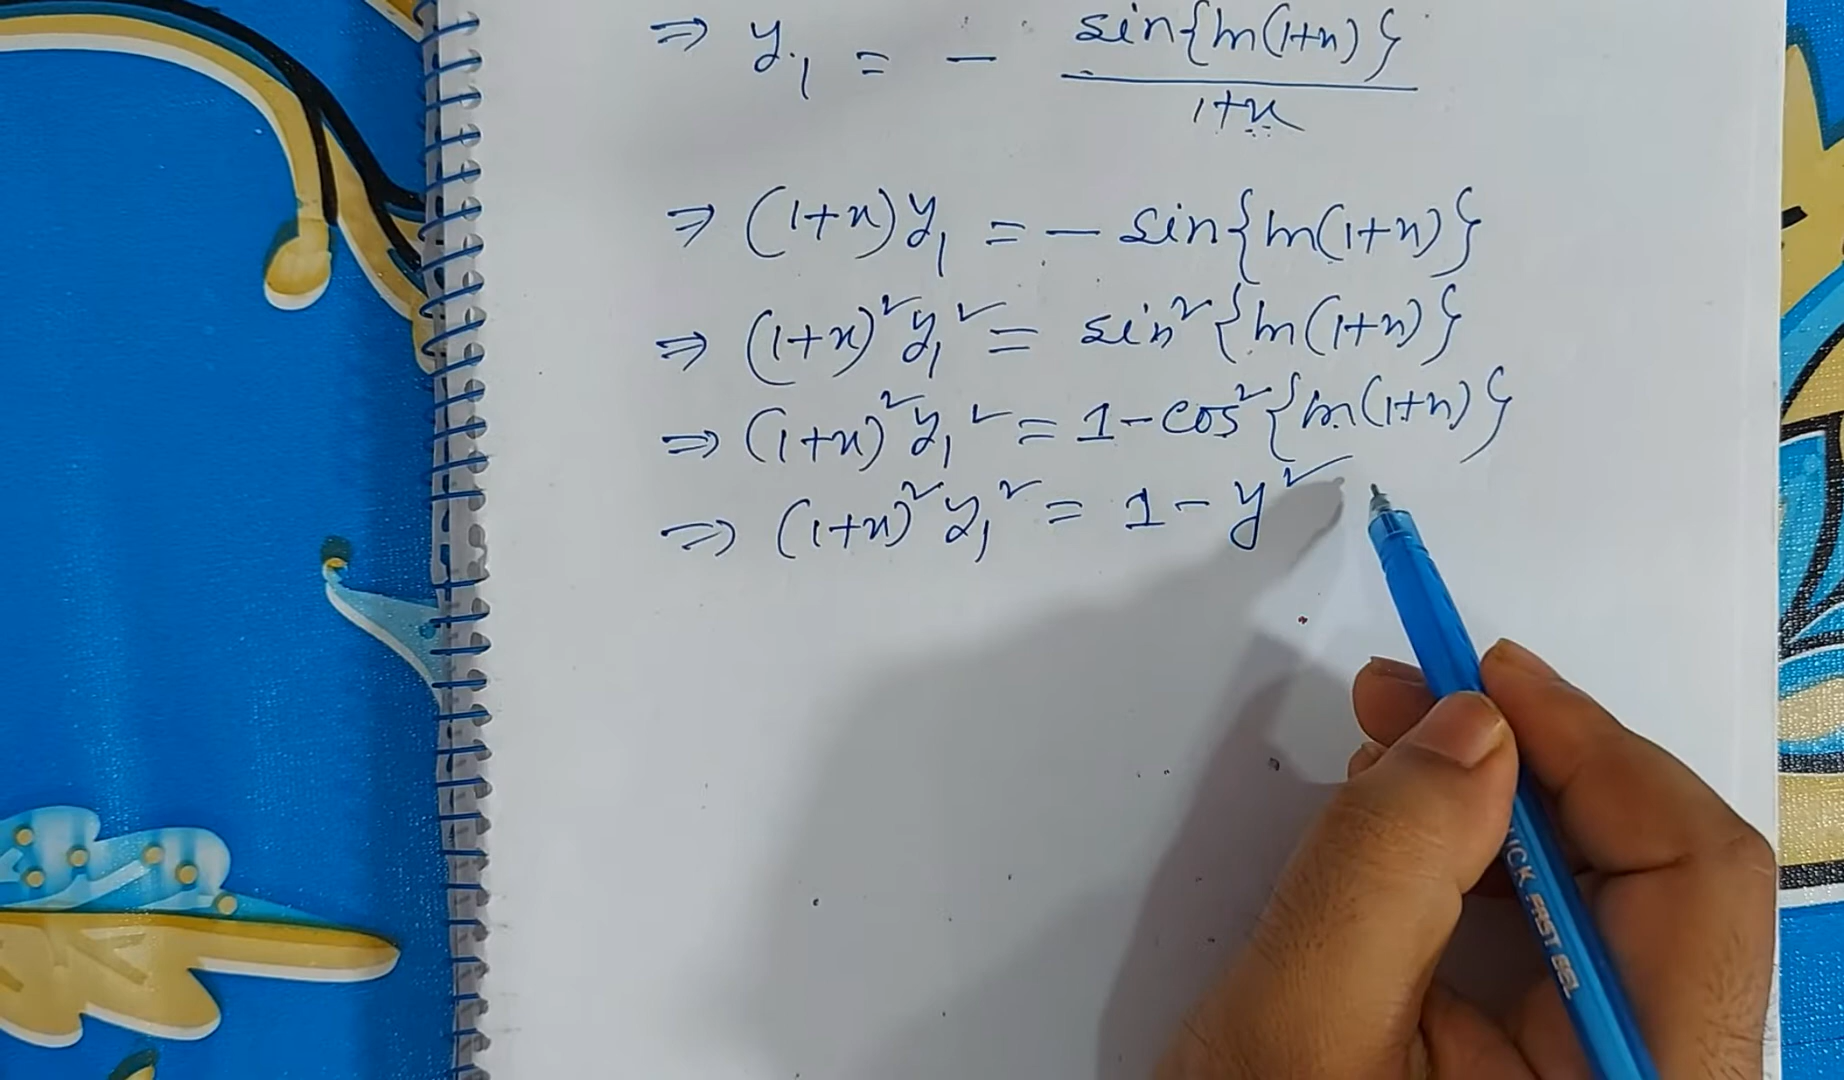 ⇒ y₁ = - sin{m(1+x)}
1+x
⇒ (1+x)y₁ = - sin{m(1+x)}
⇒ (1+x)²y₁² = sin²{m(1+x)}
⇒ (1+x)²y₁² = 1-cos²{m(1+x)}
⇒ (1+x)²y₁² = 1 - y²